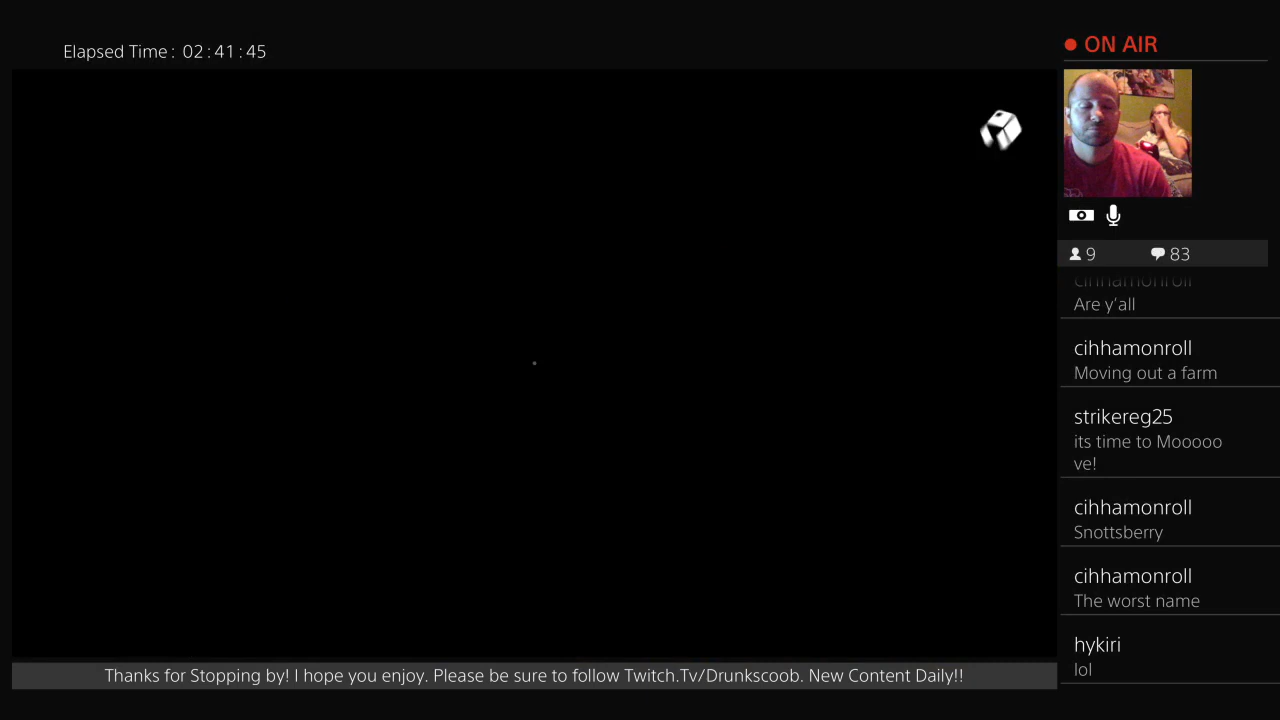 Elapsed Time: 02:41:45
ON AIR
9 83
cihhamonroll
Are y'all
cihhamonroll
Moving out a farm
strikereg25
its time to Mooooo
ve!
cihhamonroll
Snottsberry
cihhamonroll
The worst name
hykiri
lol
Thanks for Stopping by! I hope you enjoy. Please be sure to follow Twitch.Tv/Drunkscoob. New Content Daily!!